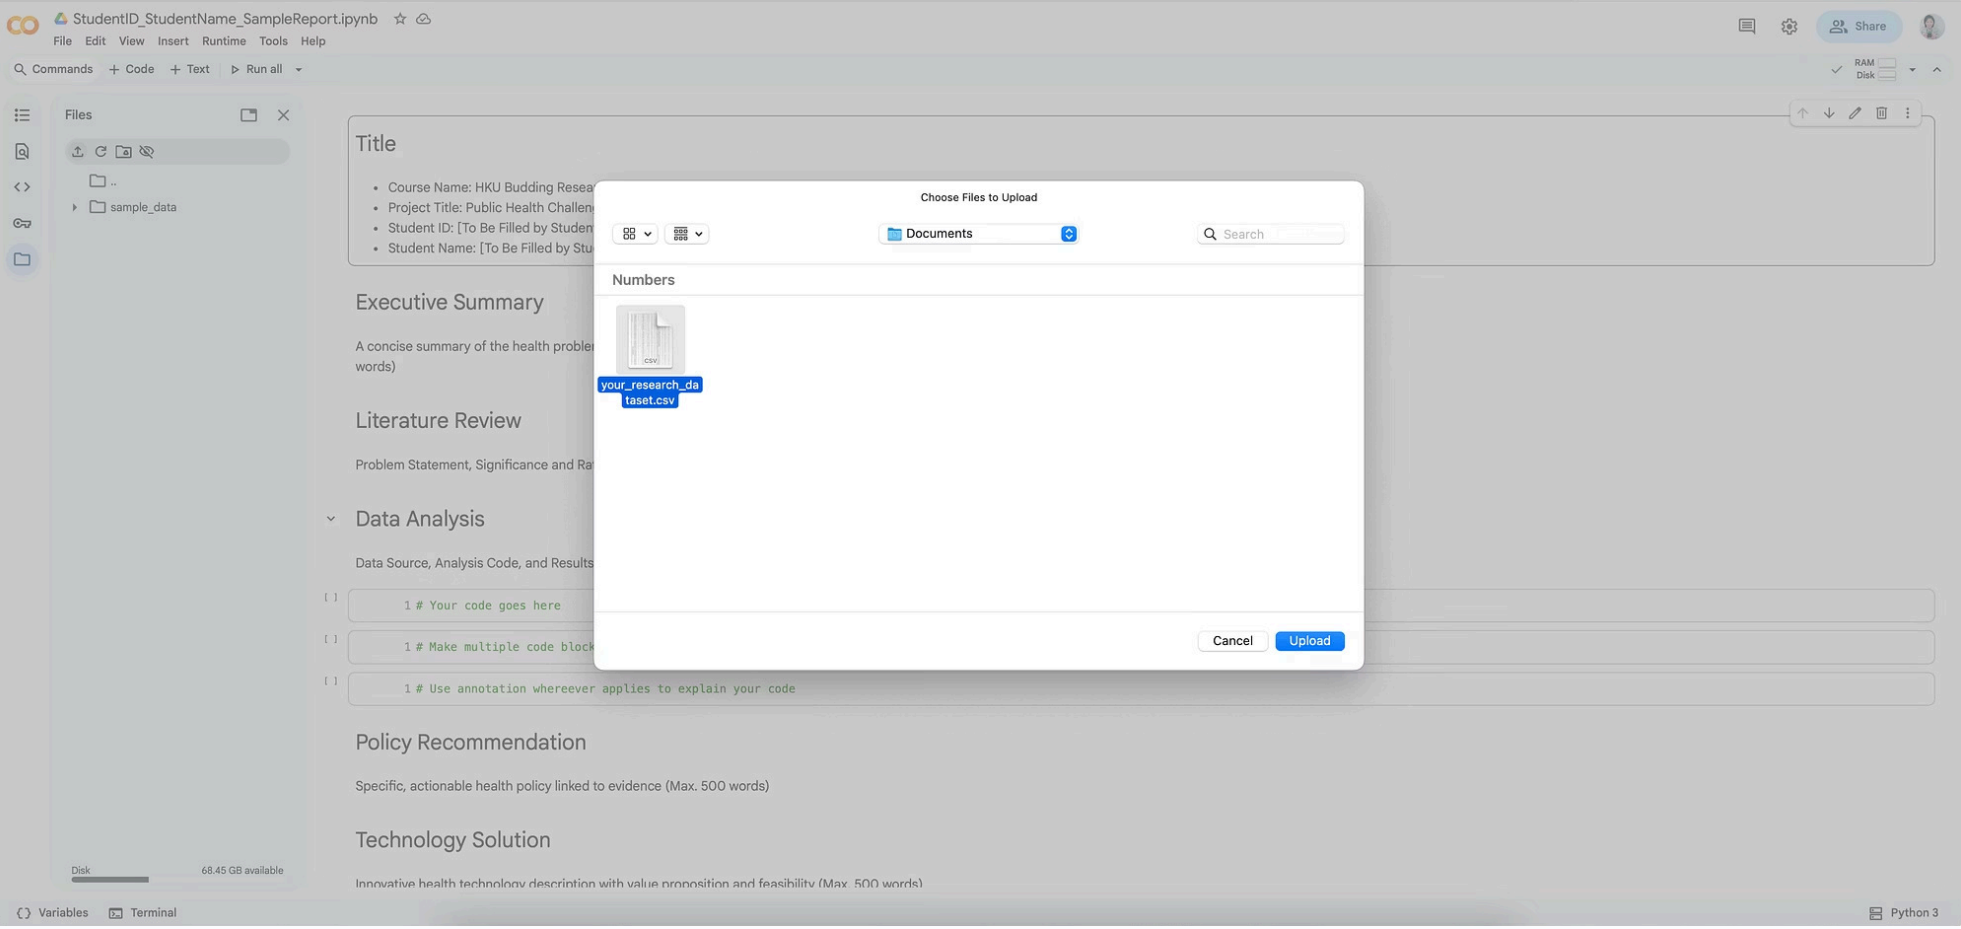 StudentID_StudentName_SampleReport.ipynb
File Edit View Insert Runtime Tools Help
Share
Commands + Code + Text Run all
RAM
Disk
Files
..
sample_data
Title
• Course Name: HKU Budding Resea
• Project Title: Public Health Challeng
• Student ID: [To Be Filled by Studen
• Student Name: [To Be Filled by Stu
Executive Summary
A concise summary of the health proble
words)
Literature Review
Problem Statement, Significance and Ra
Data Analysis
Data Source, Analysis Code, and Results
[ ] 1 # Your code goes here
[ ] 1 # Make multiple code block
[ ] 1 # Use annotation whereever applies to explain your code
Policy Recommendation
Specific, actionable health policy linked to evidence (Max. 500 words)
Technology Solution
Innovative health technology description with value proposition and feasibility (Max. 500 words)
Choose Files to Upload
Documents
Search
Numbers
CSV
your_research_da
taset.csv
Cancel Upload
Disk 68.45 GB available
Variables Terminal
Python 3